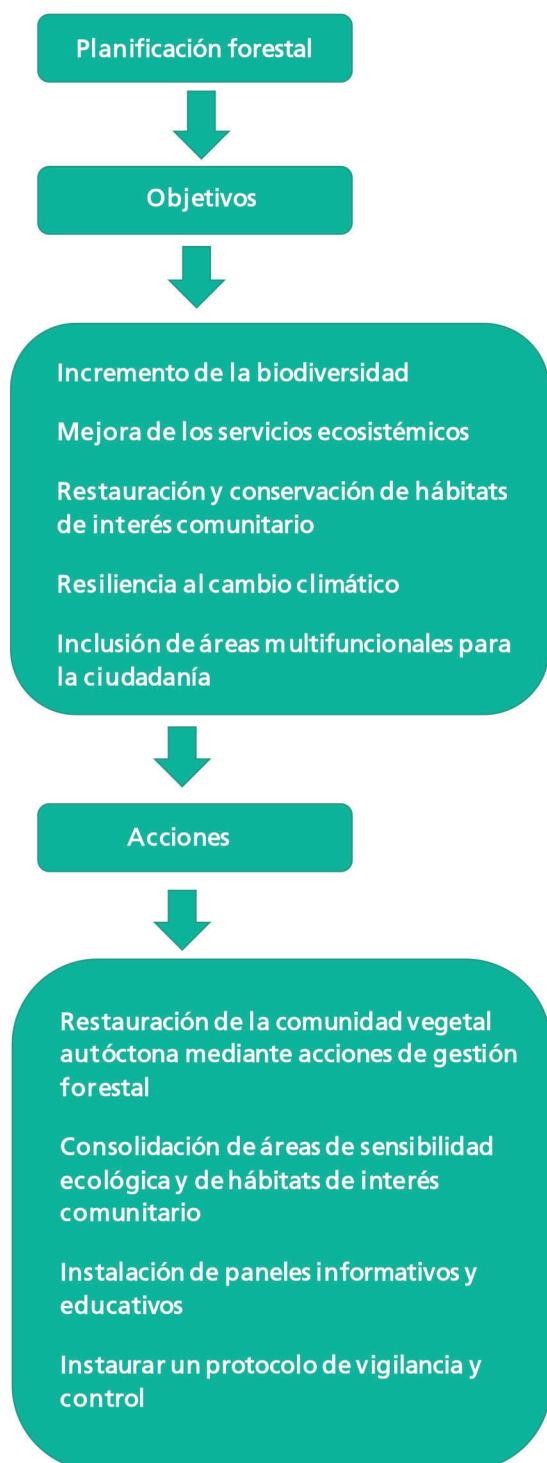 Planificación forestal
Objetivos
Incremento de la biodiversidad
Mejora de los servicios ecosistémicos
Restauración y conservación de hábitats
de interés comunitario
Resiliencia al cambio climático
Inclusión de áreas multifuncionales para
la ciudadanía
Acciones
Restauración de la comunidad vegetal
autóctona mediante acciones de gestión
forestal
Consolidación de áreas de sensibilidad
ecológica y de hábitats de interés
comunitario
Instalación de paneles informativos y
educativos
Instaurar un protocolo de vigilancia y
control